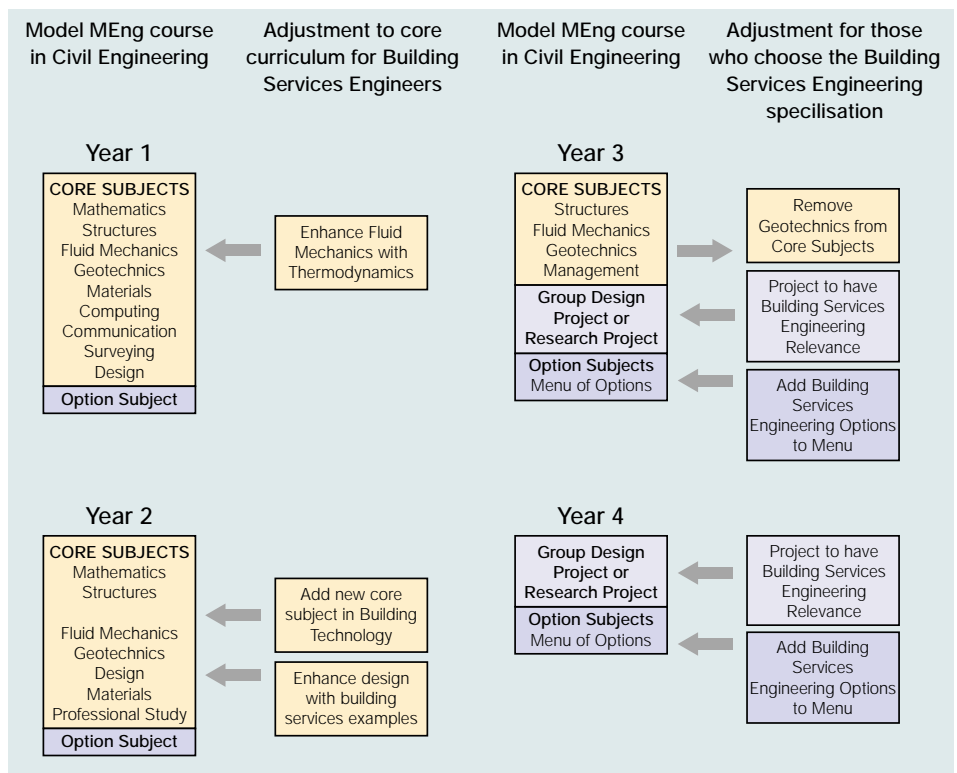 Model MEng course
in Civil Engineering
Adjustment to core
curriculum for Building
Services Engineers
Model MEng course
in Civil Engineering
Adjustment for those
who choose the Building
Services Engineering
specilisation
Year 1
CORE SUBJECTS
Mathematics
Structures
Fluid Mechanics
Geotechnics
Materials
Computing
Communication
Surveying
Design
Option Subject
Enhance Fluid
Mechanics with
Thermodynamics
Year 2
CORE SUBJECTS
Mathematics
Structures
Fluid Mechanics
Geotechnics
Design
Materials
Professional Study
Option Subject
Add new core
subject in Building
Technology
Enhance design
with building
services examples
Year 3
CORE SUBJECTS
Structures
Fluid Mechanics
Geotechnics
Management
Group Design
Project or
Research Project
Option Subjects
Menu of Options
Remove
Geotechnics from
Core Subjects
Project to have
Building Services
Engineering
Relevance
Add Building
Services
Engineering Options
to Menu
Year 4
Group Design
Project or
Research Project
Option Subjects
Menu of Options
Project to have
Building Services
Engineering
Relevance
Add Building
Services
Engineering Options
to Menu